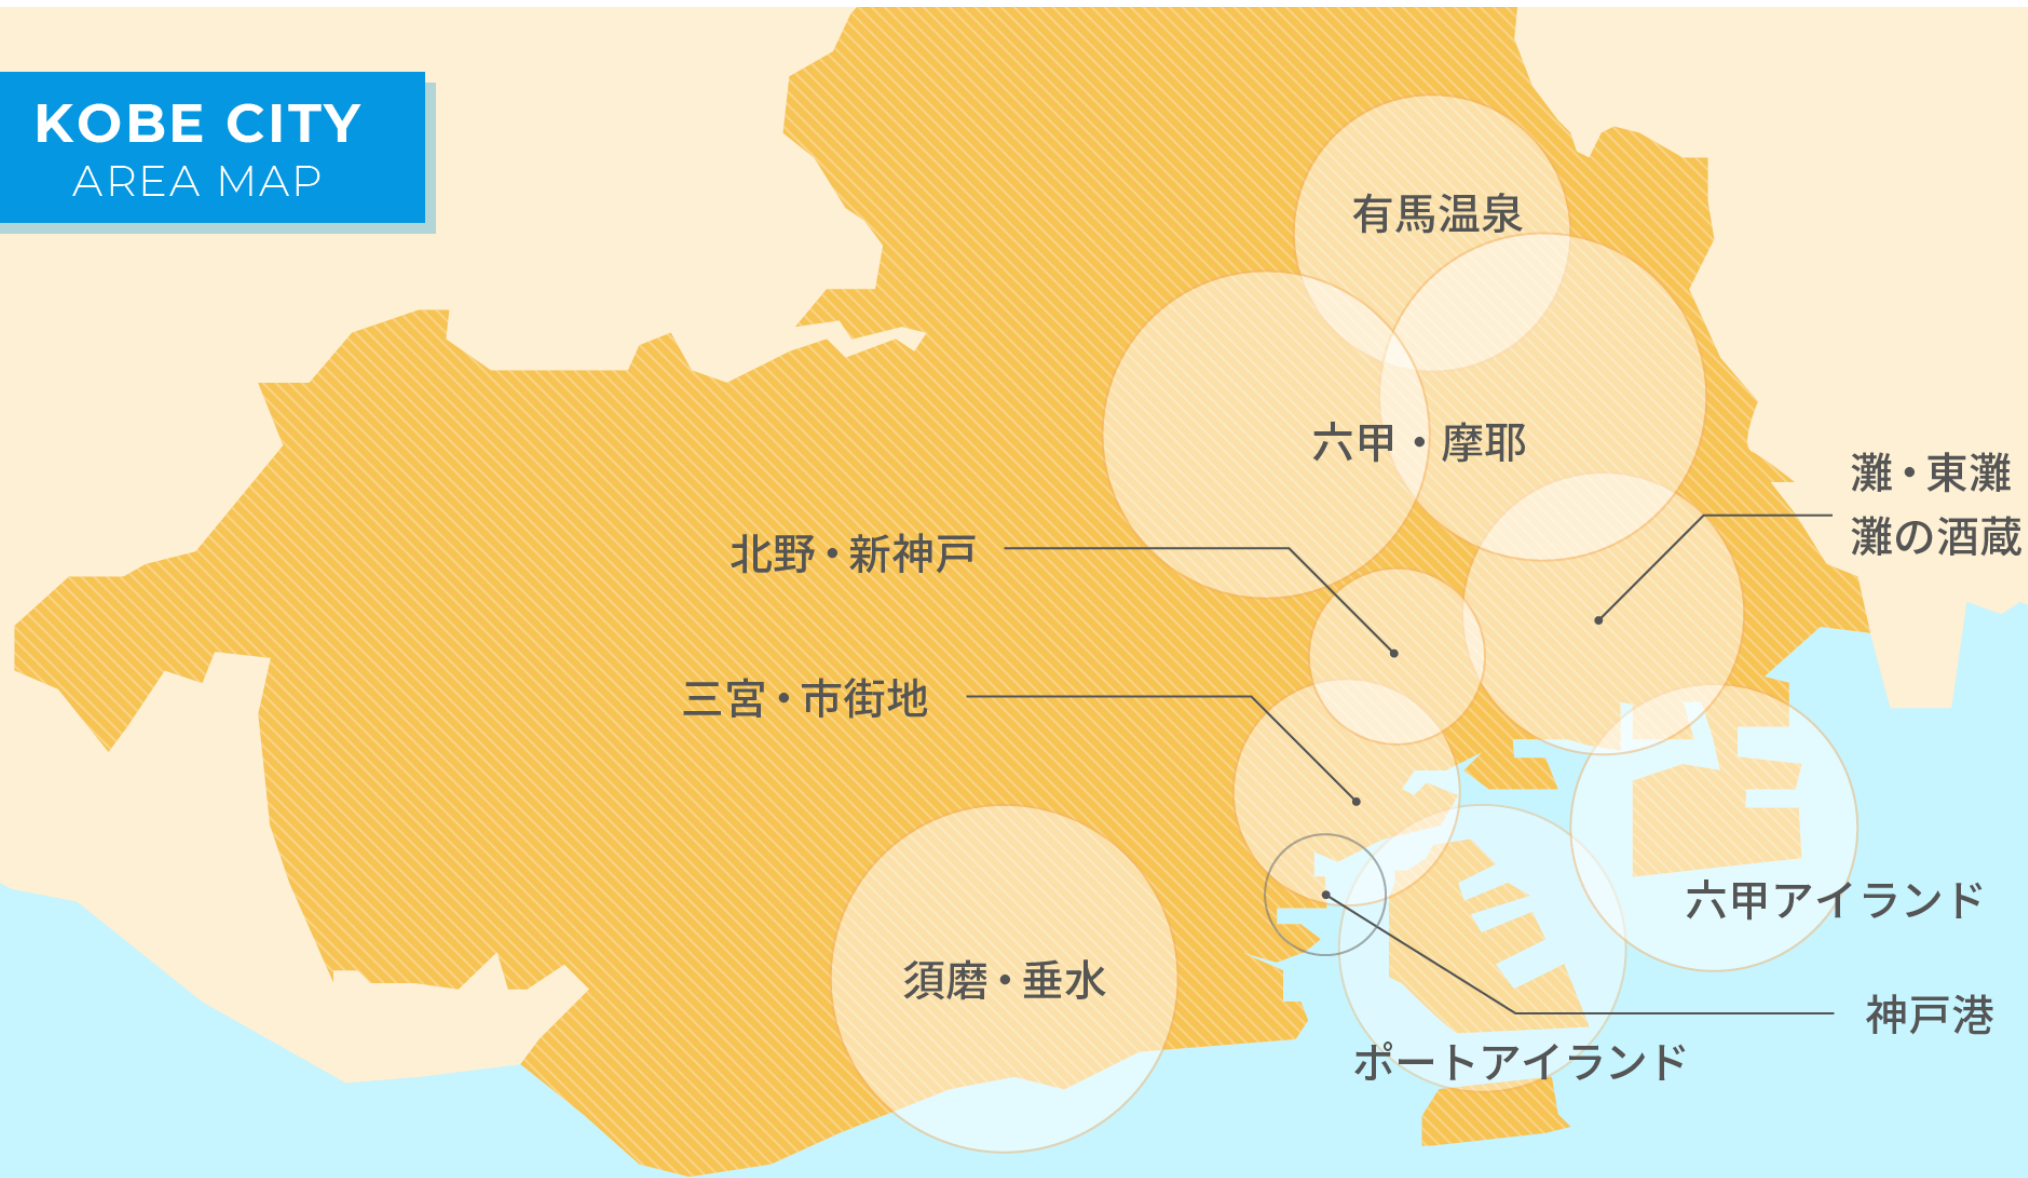 KOBE CITY
AREA MAP
有馬温泉
六甲・摩耶
灘・東灘
灘の酒蔵
北野・新神戸
三宮・市街地
六甲アイランド
須磨・垂水
神戸港
ポートアイランド